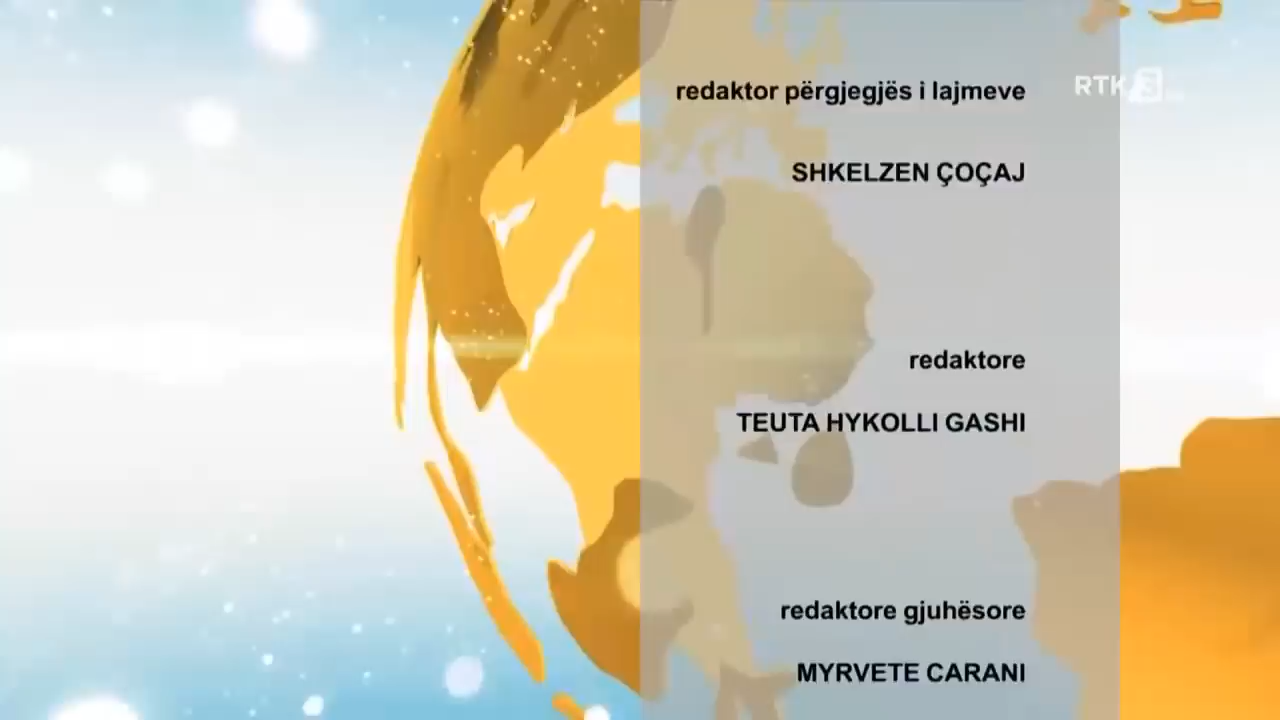 redaktor përgjegjës i lajmeve
RTK 3
SHKELZEN ÇOÇAJ
redaktore
TEUTA HYKOLLI GASHI
redaktore gjuhësore
MYRVETE CARANI